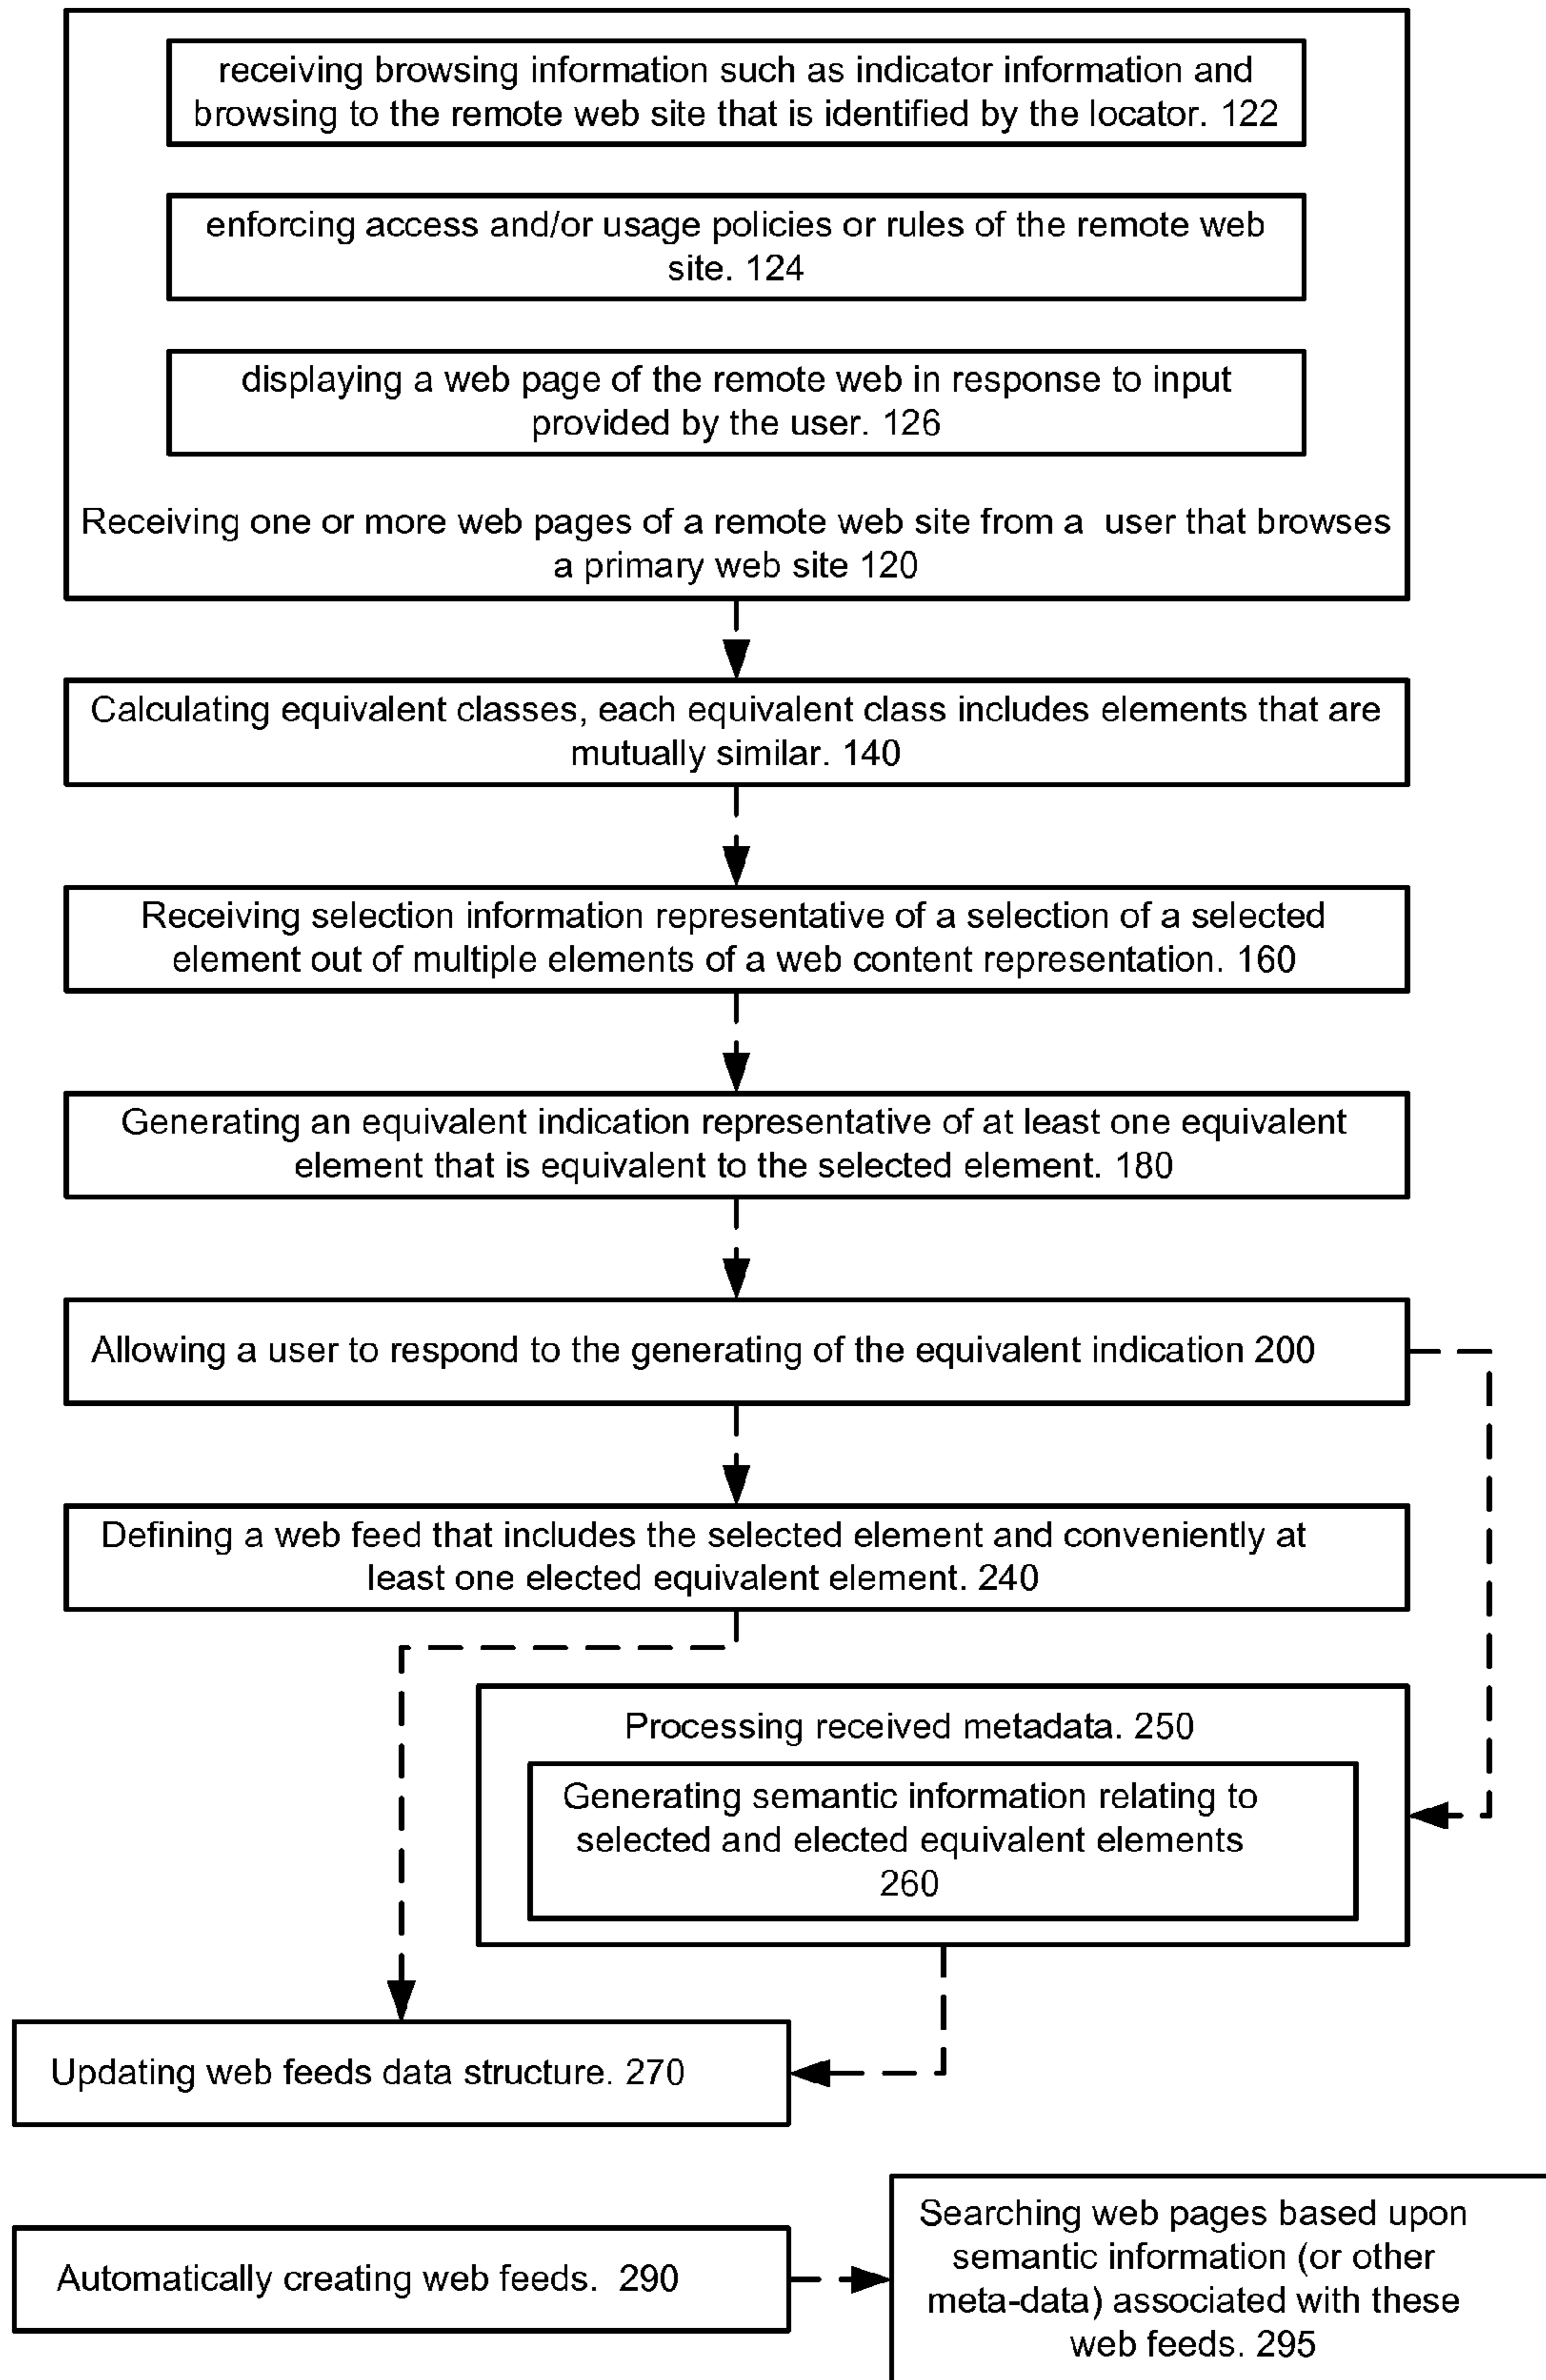 receiving browsing information such as indicator information and
browsing to the remote web site that is identified by the locator. 122
enforcing access and/or usage policies or rules of the remote web
site. 124
displaying a web page of the remote web in response to input
provided by the user. 126
Receiving one or more web pages of a remote web site from a user that browses
a primary web site 120
Calculating equivalent classes, each equivalent class includes elements that are
mutually similar. 140
Receiving selection information representative of a selection of a selected
element out of multiple elements of a web content representation. 160
Generating an equivalent indication representative of at least one equivalent
element that is equivalent to the selected element. 180
Allowing a user to respond to the generating of the equivalent indication 200
Defining a web feed that includes the selected element and conveniently at
least one elected equivalent element. 240
Processing received metadata. 250
Generating semantic information relating to
selected and elected equivalent elements
260
Updating web feeds data structure. 270
Automatically creating web feeds. 290
Searching web pages based upon
semantic information (or other
meta-data) associated with these
web feeds. 295